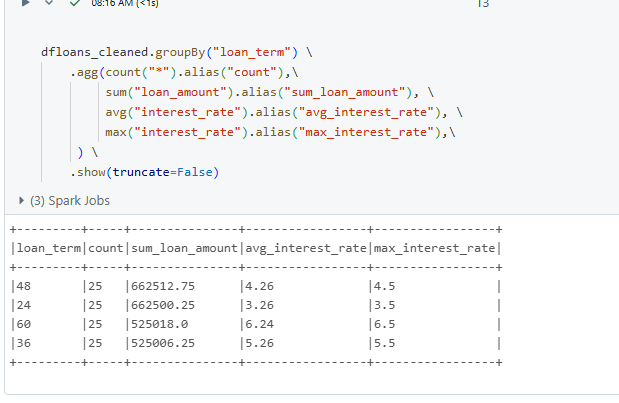 08:16 AM (<1s)
13
dfloans_cleaned.groupBy("loan_term") \
.agg(count("*").alias("count"),\
sum("loan_amount").alias("sum_loan_amount"), \
avg("interest_rate").alias("avg_interest_rate"), \
max("interest_rate").alias("max_interest_rate"),\
) \
.show(truncate=False)
(3) Spark Jobs
+---------+-----+---------------+-----------------+-----------------+
|loan_term|count|sum_loan_amount|avg_interest_rate|max_interest_rate|
+---------+-----+---------------+-----------------+-----------------+
|48       |25   |662512.75      |4.26             |4.5              |
|24       |25   |662500.25      |3.26             |3.5              |
|60       |25   |525018.0       |6.24             |6.5              |
|36       |25   |525006.25      |5.26             |5.5              |
+---------+-----+---------------+-----------------+-----------------+